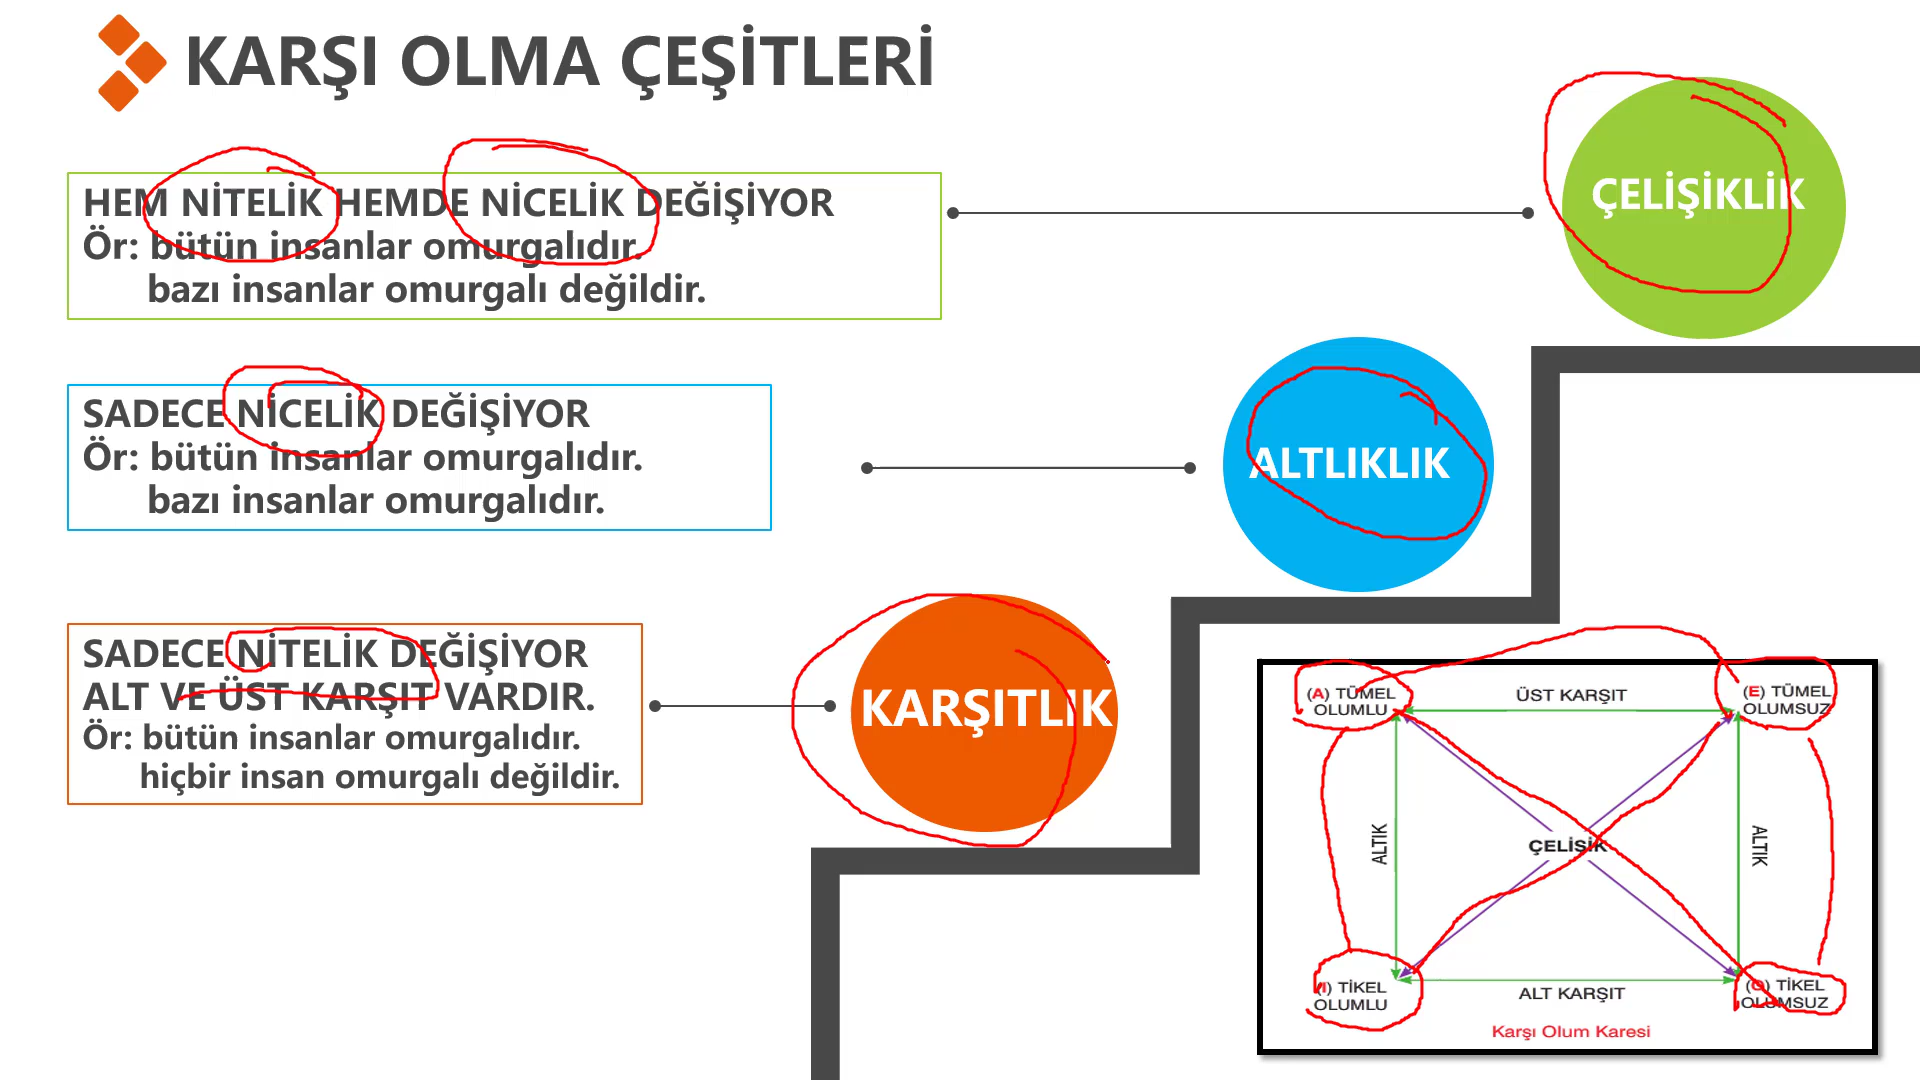 KARŞI OLMA ÇEŞİTLERİ
HEM NİTELİK HEMDE NİCELİK DEĞİŞİYOR
Ör: bütün insanlar omurgalıdır.
bazı insanlar omurgalı değildir.
ÇELİŞİKLİK
SADECE NİCELİK DEĞİŞİYOR
Ör: bütün insanlar omurgalıdır.
bazı insanlar omurgalıdır.
ALTLIKLIK
SADECE NİTELİK DEĞİŞİYOR
ALT VE ÜST KARŞIT VARDIR.
Ör: bütün insanlar omurgalıdır.
hiçbir insan omurgalı değildir.
KARŞITLIK
(A) TÜMEL
OLUMLU
ÜST KARŞIT
(E) TÜMEL
OLUMSUZ
ALTIK
ÇELİŞİK
ALTIK
(I) TİKEL
OLUMLU
ALT KARŞIT
(O) TİKEL
OLUMSUZ
Karşı Olum Karesi